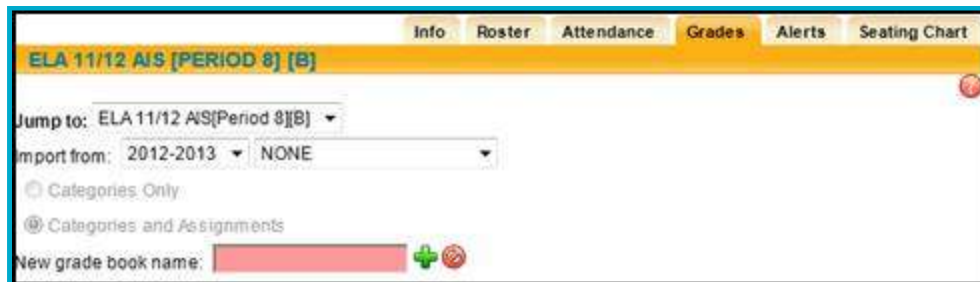 Info Roster Attendance Grades Alerts Seating Chart
ELA 11/12 AIS [PERIOD 8] [B]
Jump to: ELA 11/12 AIS[Period 8][B]
Import from: 2012-2013 NONE
Categories Only
Categories and Assignments
New grade book name: